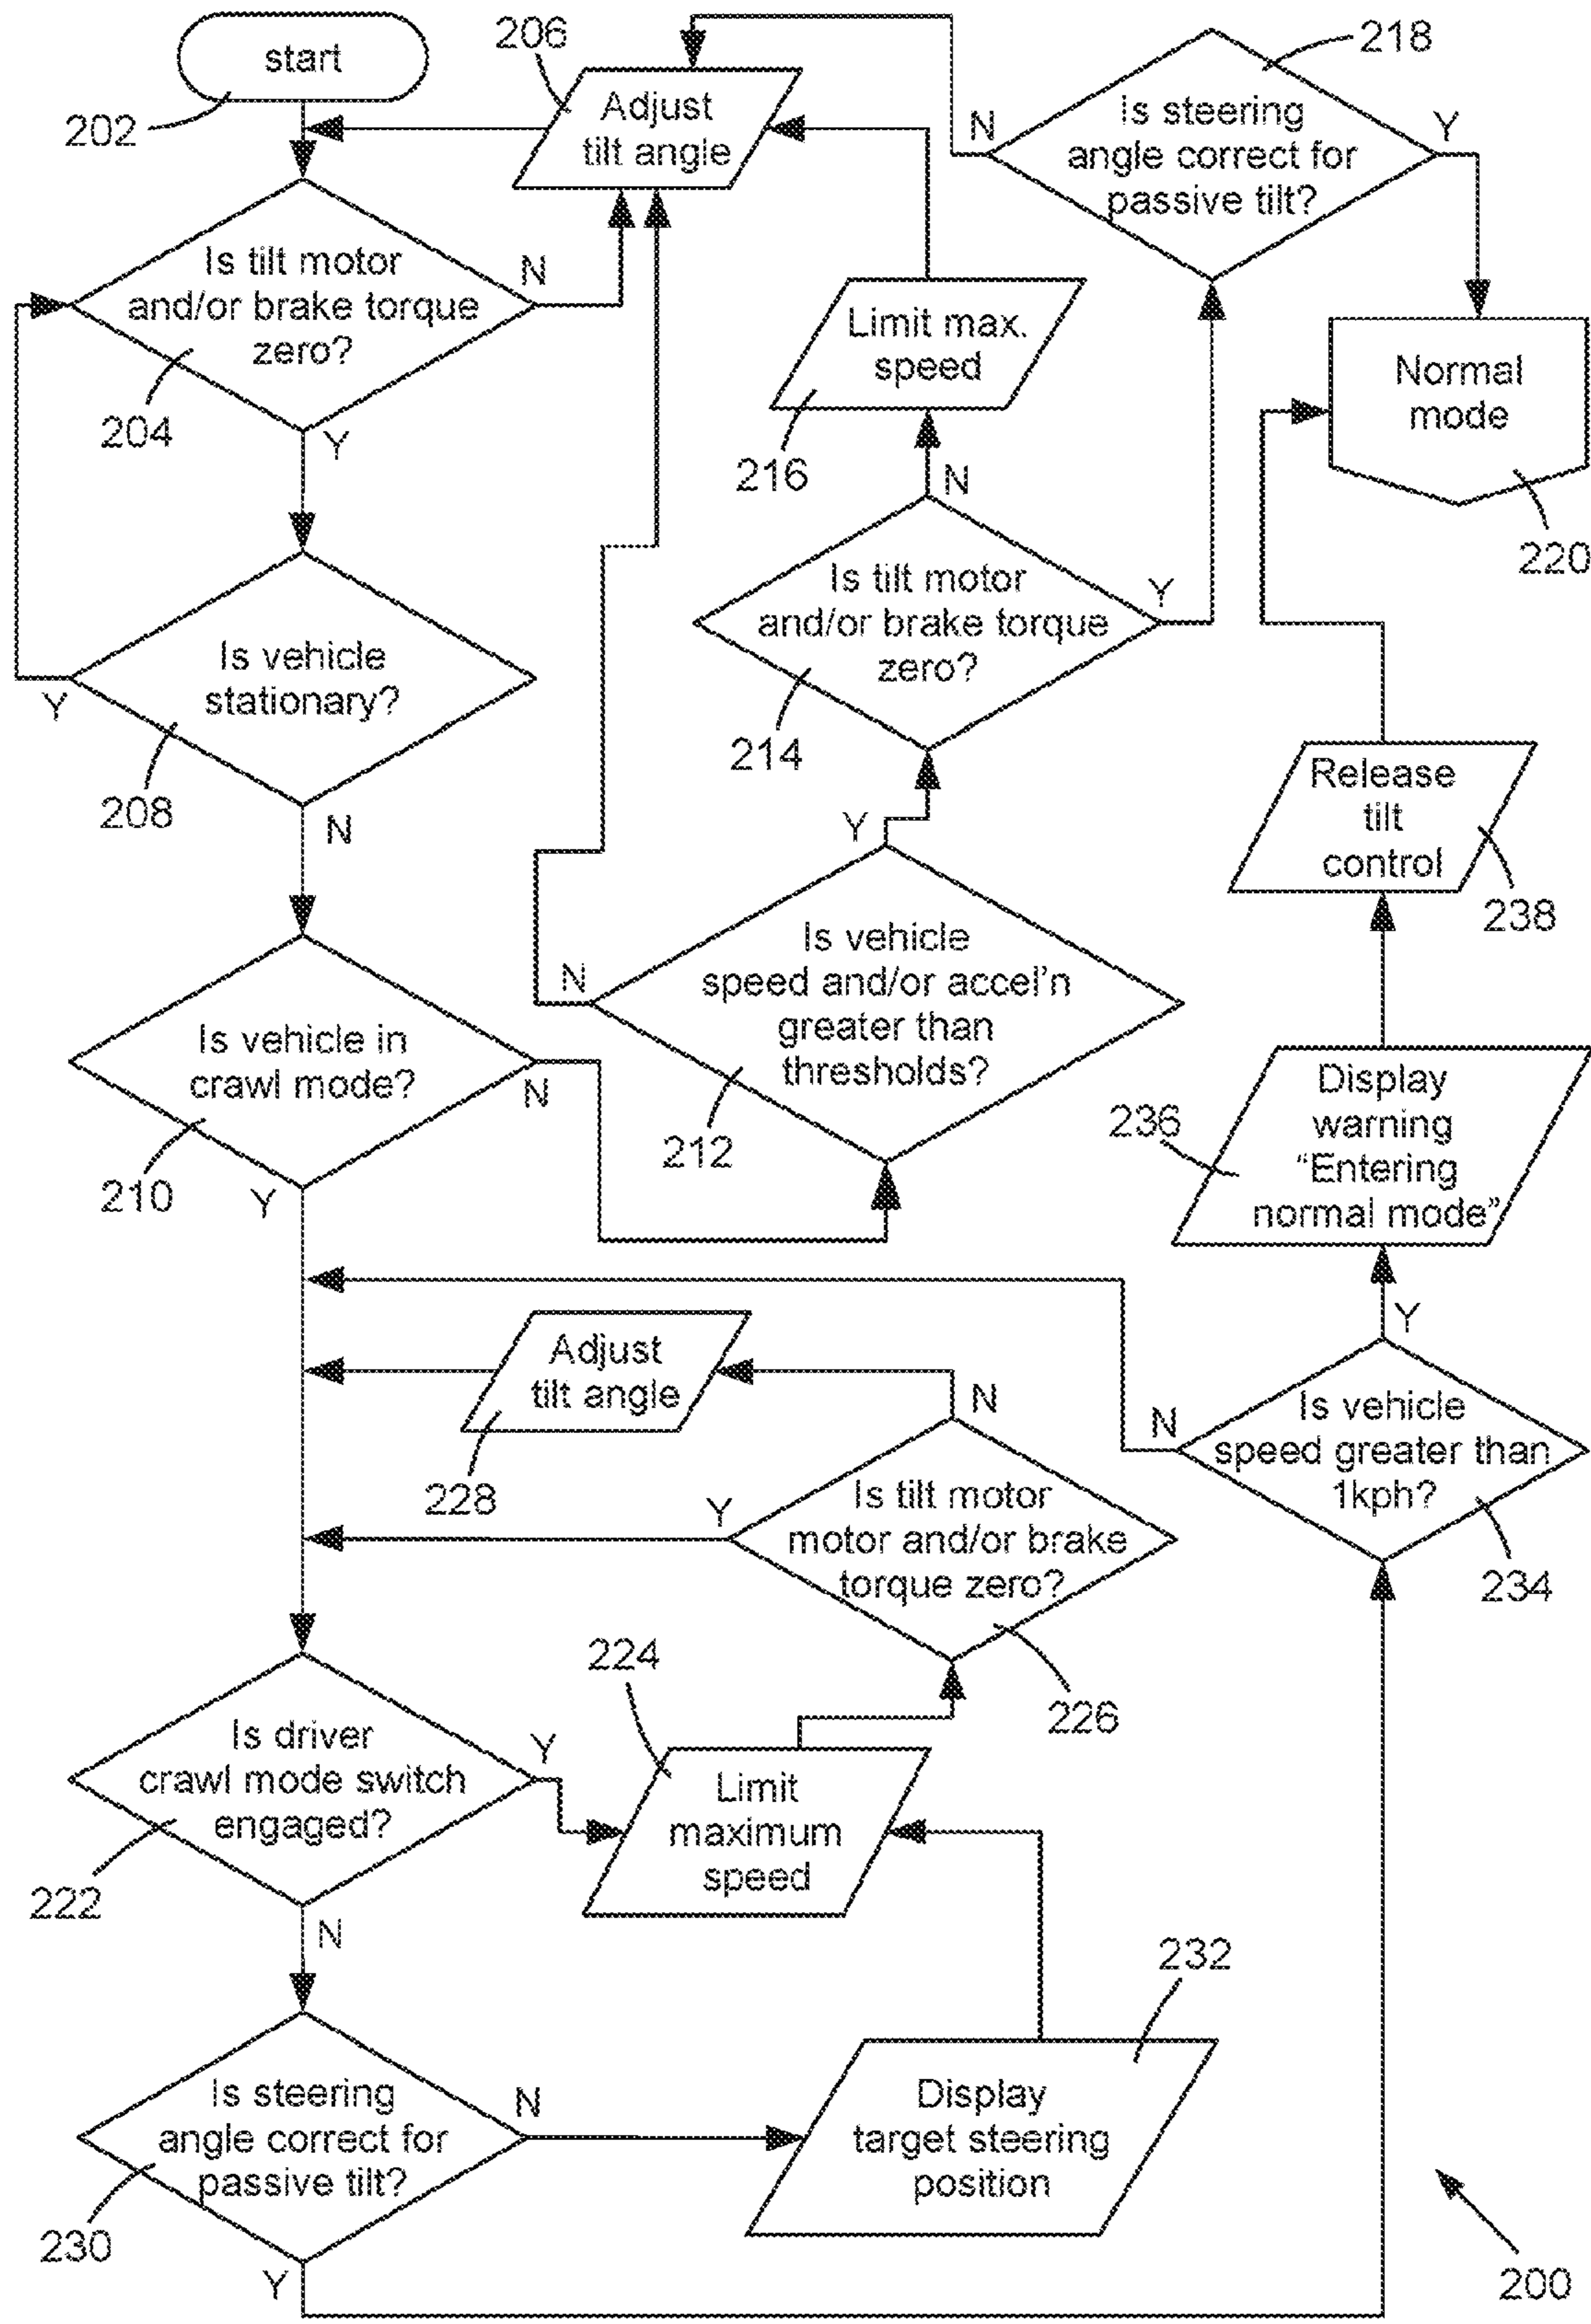 start
202
206
Adjust
tilt angle
218
Is steering
angle correct for
passive tilt?
N
Y
Is tilt motor
and/or brake torque
zero?
N
204
Y
Limit max.
speed
216
N
Normal
mode
220
Is vehicle
stationary?
Y
208
N
Is tilt motor
and/or brake torque
zero?
Y
214
Y
Release
tilt
control
238
Is vehicle
speed and/or accel'n
greater than
thresholds?
N
212
Is vehicle in
crawl mode?
N
210
Y
236
Display
warning
“Entering
normal mode”
Y
Adjust
tilt angle
228
N
Is vehicle
speed greater than
1kph?
N
234
Is tilt motor
motor and/or brake
torque zero?
Y
226
224
Is driver
crawl mode switch
engaged?
Y
222
N
Limit
maximum
speed
232
Is steering
angle correct for
passive tilt?
N
230
Y
Display
target steering
position
200